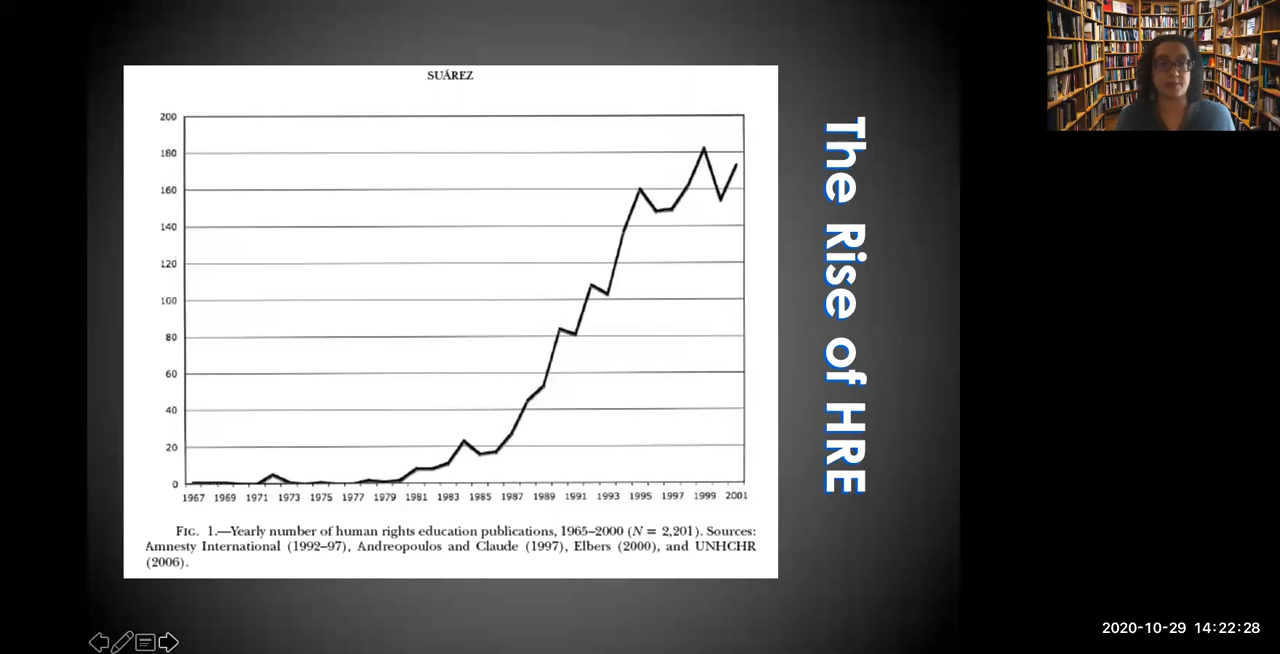 SUÁREZ
200
180
160
140
120
100
80
60
40
20
0
1967 1969 1971 1973 1975 1977 1979 1981 1983 1985 1987 1989 1991 1993 1995 1997 1999 2001
FIG. 1.—Yearly number of human rights education publications, 1965–2000 (N = 2,201). Sources:
Amnesty International (1992–97), Andreopoulos and Claude (1997), Elbers (2000), and UNHCHR
(2006).
The Rise of HRE
2020-10-29 14:22:28